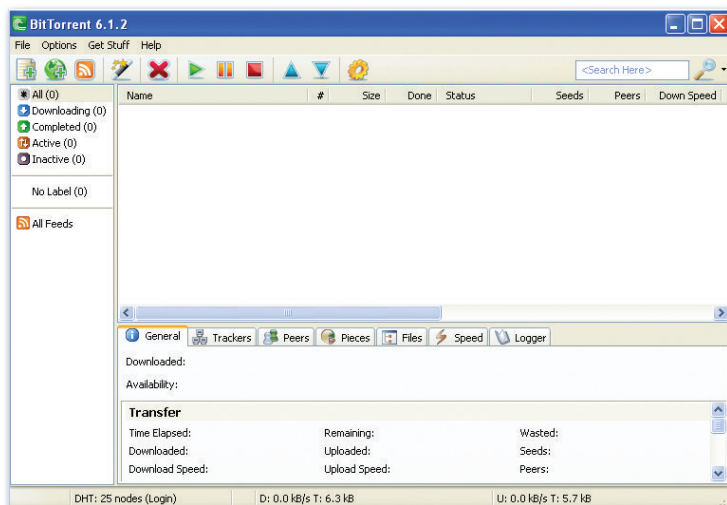 BitTorrent 6.1.2
File Options Get Stuff Help
<Search Here>
All (0)
Downloading (0)
Completed (0)
Active (0)
Inactive (0)
No Label (0)
All Feeds
Name # Size Done Status Seeds Peers Down Speed
General Trackers Peers Pieces Files Speed Logger
Downloaded:
Availability:
Transfer
Time Elapsed: Remaining: Wasted:
Downloaded: Uploaded: Seeds:
Download Speed: Upload Speed: Peers:
DHT: 25 nodes (Login) D: 0.0 kB/s T: 6.3 kB U: 0.0 kB/s T: 5.7 kB